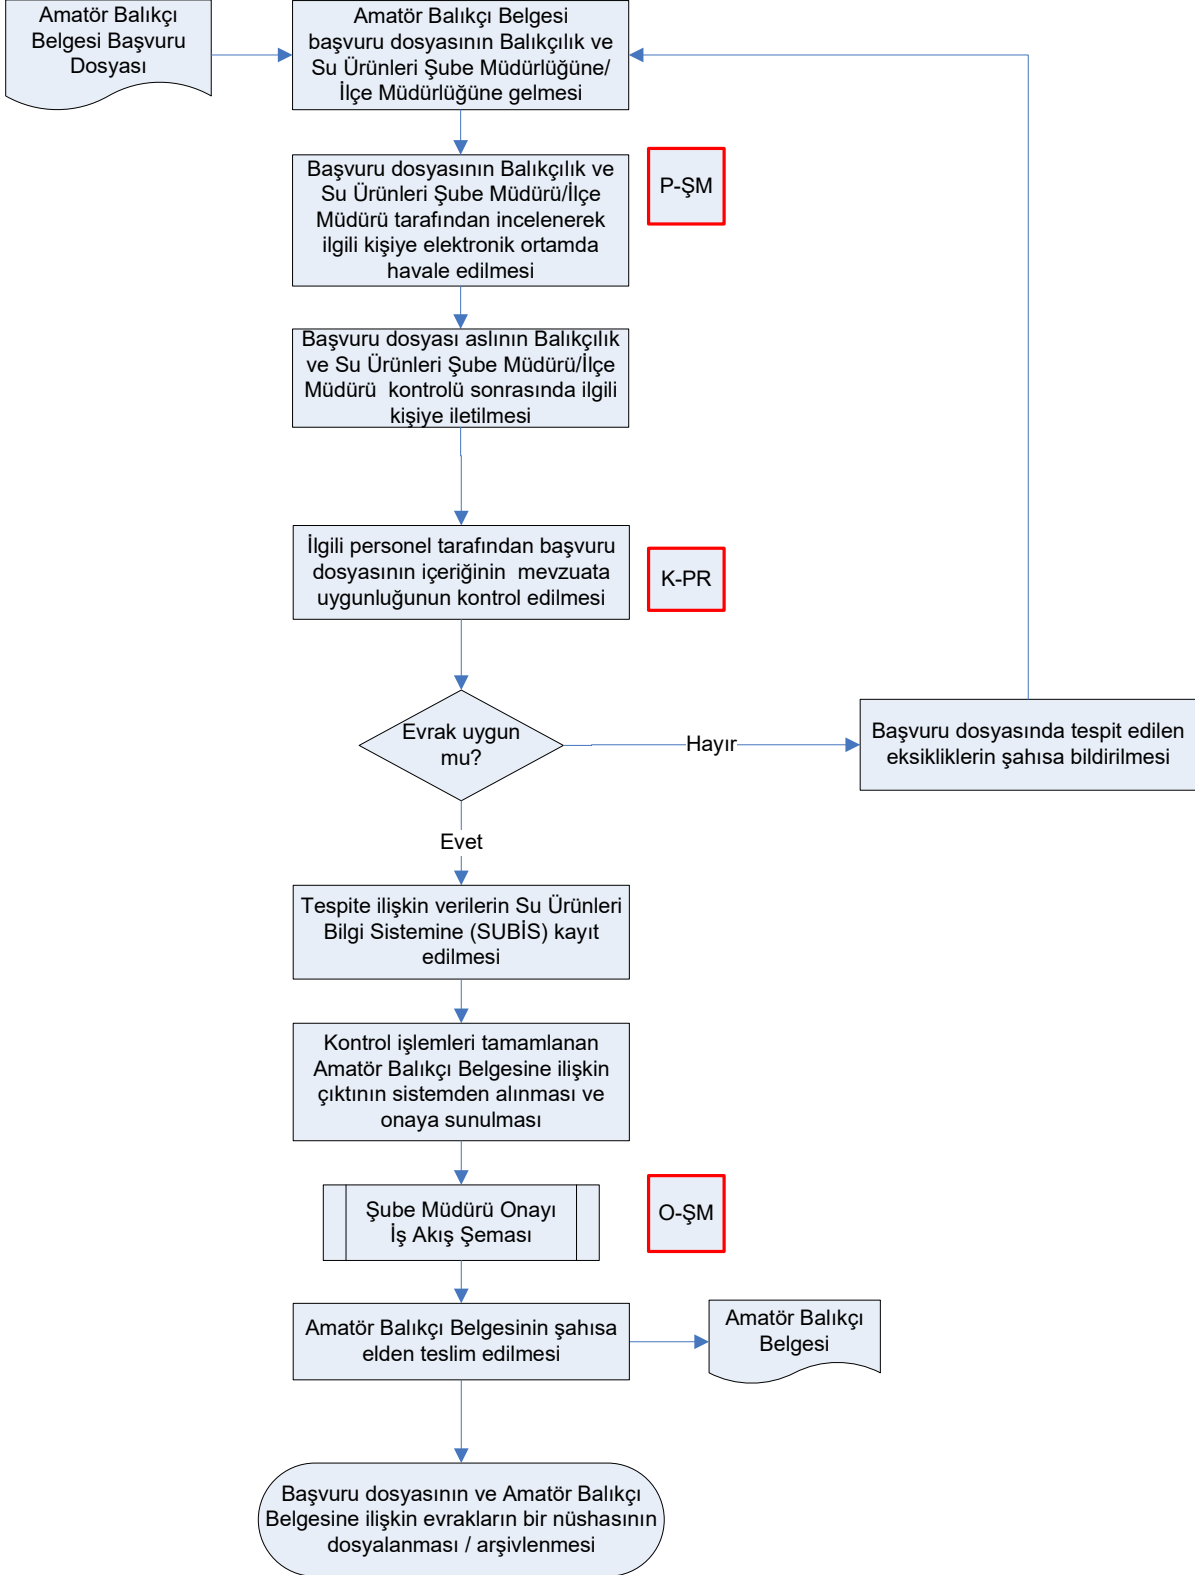 Amatör Balıkçı
Belgesi Başvuru
Dosyası
Amatör Balıkçı Belgesi
başvuru dosyasının Balıkçılık ve
Su Ürünleri Şube Müdürlüğüne/
İlçe Müdürlüğüne gelmesi
Başvuru dosyasının Balıkçılık ve
Su Ürünleri Şube Müdürü/İlçe
Müdürü tarafından incelenerek
ilgili kişiye elektronik ortamda
havale edilmesi
P-ŞM
Başvuru dosyası aslının Balıkçılık
ve Su Ürünleri Şube Müdürü/İlçe
Müdürü  kontrolü sonrasında ilgili
kişiye iletilmesi
İlgili personel tarafından başvuru
dosyasının içeriğinin  mevzuata
uygunluğunun kontrol edilmesi
K-PR
Evrak uygun
mu?
Hayır
Başvuru dosyasında tespit edilen
eksikliklerin şahısa bildirilmesi
Evet
Tespite ilişkin verilerin Su Ürünleri
Bilgi Sistemine (SUBİS) kayıt
edilmesi
Kontrol işlemleri tamamlanan
Amatör Balıkçı Belgesine ilişkin
çıktının sistemden alınması ve
onaya sunulması
Şube Müdürü Onayı
İş Akış Şeması
O-ŞM
Amatör Balıkçı Belgesinin şahısa
elden teslim edilmesi
Amatör Balıkçı
Belgesi
Başvuru dosyasının ve Amatör Balıkçı
Belgesine ilişkin evrakların bir nüshasının
dosyalanması / arşivlenmesi